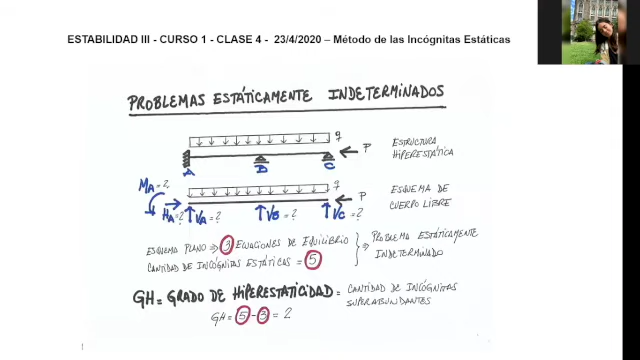 ESTABILIDAD III - CURSO 1 - CLASE 4 - 23/4/2020 – Método de las Incógnitas Estáticas
PROBLEMAS ESTÁTICAMENTE INDETERMINADOS
q
P
A
B
C
ESTRUCTURA
HIPERESTÁTICA
MA=?
q
P
HA=?
VA=?
VB=?
VC=?
ESQUEMA DE
CUERPO LIBRE
ESQUEMA PLANO ⇒ 3 ECUACIONES DE EQUILIBRIO
CANTIDAD DE INCÓGNITAS ESTÁTICAS = 5
⇒ PROBLEMA ESTÁTICAMENTE
INDETERMINADO
GH = GRADO DE HIPERESTATICIDAD = CANTIDAD DE INCÓGNITAS
SUPERABUNDANTES
GH = 5 - 3 = 2